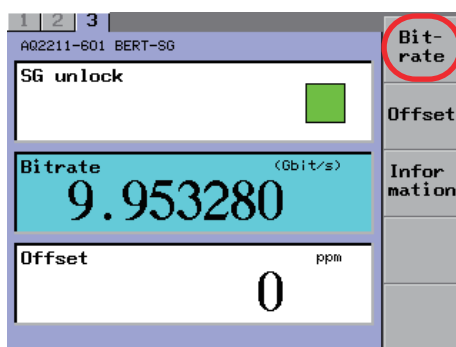 1 2 3
AQ2211-601 BERT-SG
SG unlock
Bitrate (Gbit/s)
9.953280
Offset ppm
0
Bit-
rate
Offset
Infor
mation